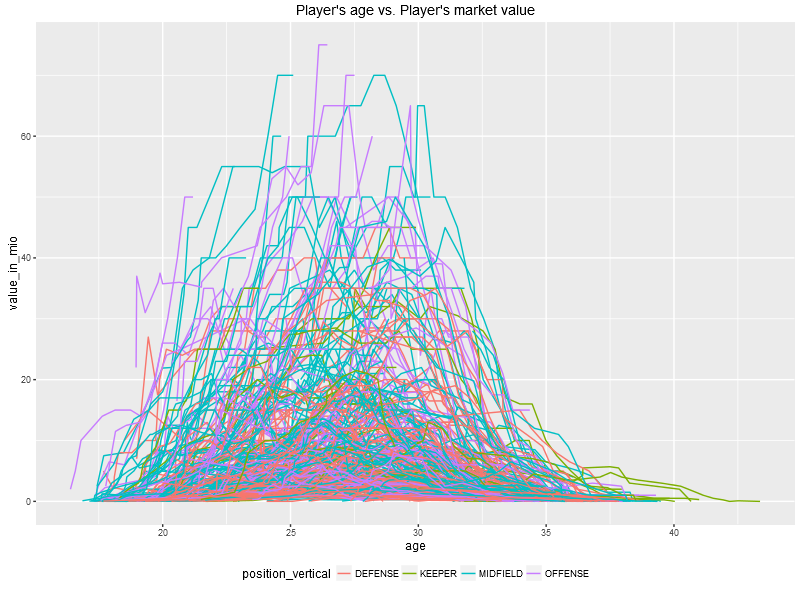 Player's age vs. Player's market value
value_in_mio
60
40
20
0
20 25 30 35 40
age
position_vertical DEFENSE KEEPER MIDFIELD OFFENSE